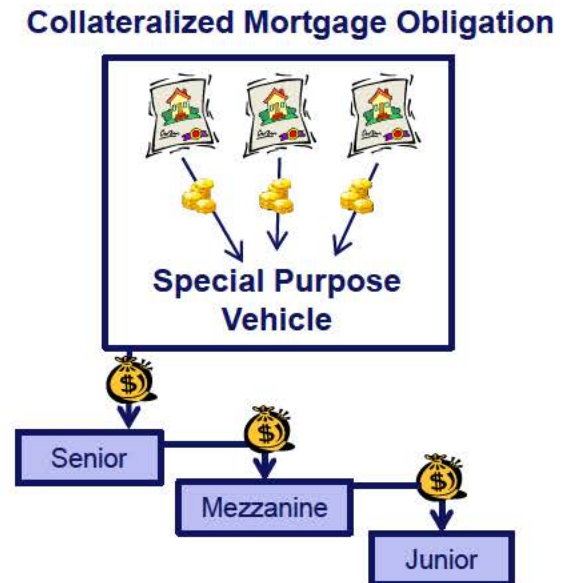 Collateralized Mortgage Obligation
Special Purpose
Vehicle
$
Senior
$
Mezzanine
$
Junior